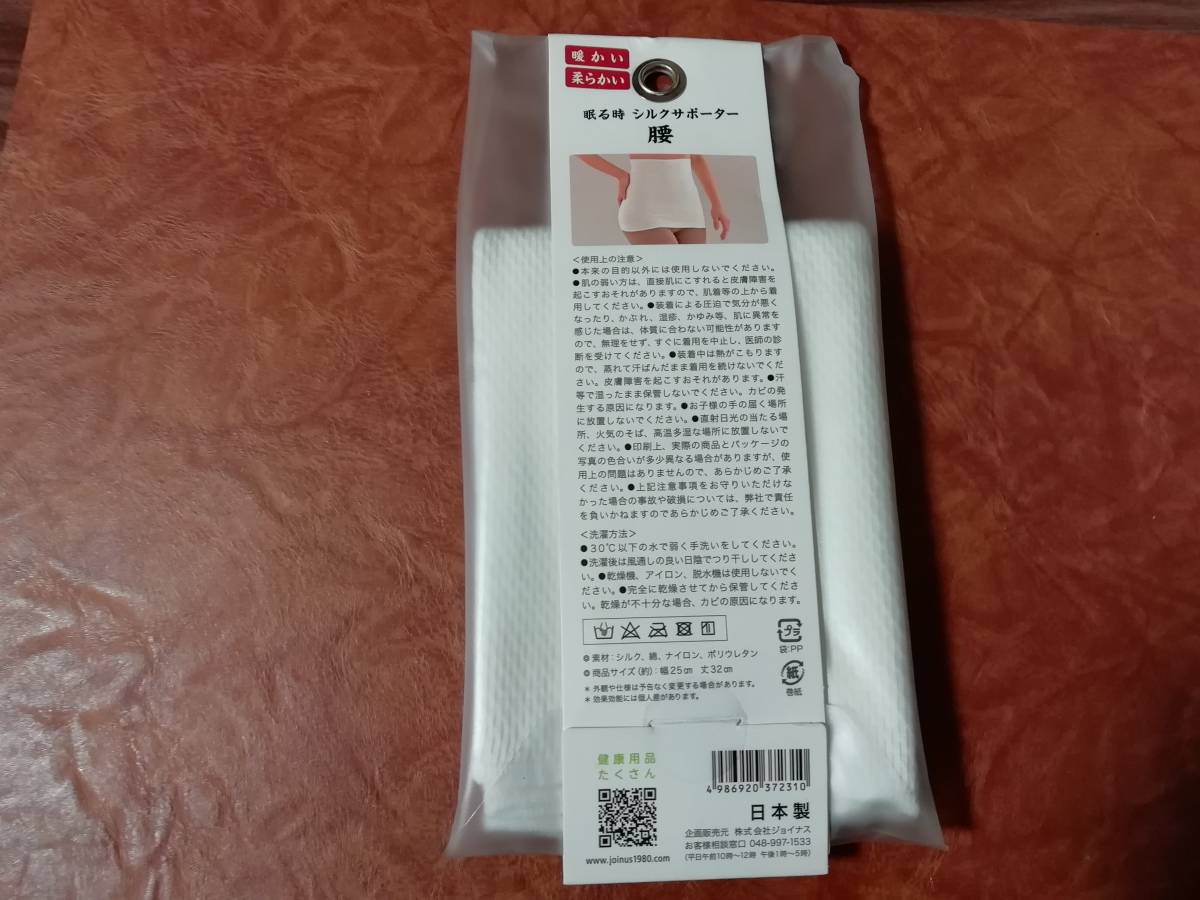 暖かい
柔らかい
眠る時 シルクサポーター
腰
＜使用上の注意＞
●本来の目的以外には使用しないでください。
●肌の弱い方は、直接肌にこすれると皮膚障害を
起こすおそれがありますので、肌着等の上から着
用してください。●装着による圧迫で気分が悪く
なったり、かぶれ、湿疹、かゆみ等、肌に異常を
感じた場合は、体質に合わない可能性があります
ので、無理をせず、すぐに着用を中止し、医師の診
断を受けてください。●装着中は熱がこもります
ので、蒸れて汗ばんだまま着用を続けないでくだ
さい。皮膚障害を起こすおそれがあります。●汗
等で湿ったまま保管しないでください。カビの発
生する原因になります。●お子様の手の届く場所
に放置しないでください。●直射日光の当たる場
所、火気のそば、高温多湿な場所に放置しないで
ください。●印刷上、実際の商品とパッケージの
写真の色合いが多少異なる場合がありますが、使
用上の問題はありませんので、あらかじめご了承
ください。●上記注意事項をお守りいただけな
かった場合の事故や破損については、弊社で責任
を負いかねますのであらかじめご了承ください。
＜洗濯方法＞
●30℃以下の水で弱く手洗いをしてください。
●洗濯後は風通しの良い日陰でつり干ししてくださ
い。●乾燥機、アイロン、脱水機は使用しないでく
ださい。●完全に乾燥させてから保管してくださ
い。乾燥が不十分な場合、カビの原因になります。
プラ
袋:PP
紙
巻紙
◎素材：シルク、綿、ナイロン、ポリウレタン
◎商品サイズ(約)：幅25㎝ 丈32㎝
＊外観や仕様は予告なく変更する場合があります。
＊効果効能には個人差があります。
健康用品
たくさん
www.joinus1980.com
4 986920 372310
日本製
企画販売元 株式会社ジョイナス
お客様相談窓口 048-997-1533
(平日午前10時〜12時 午後1時〜5時)